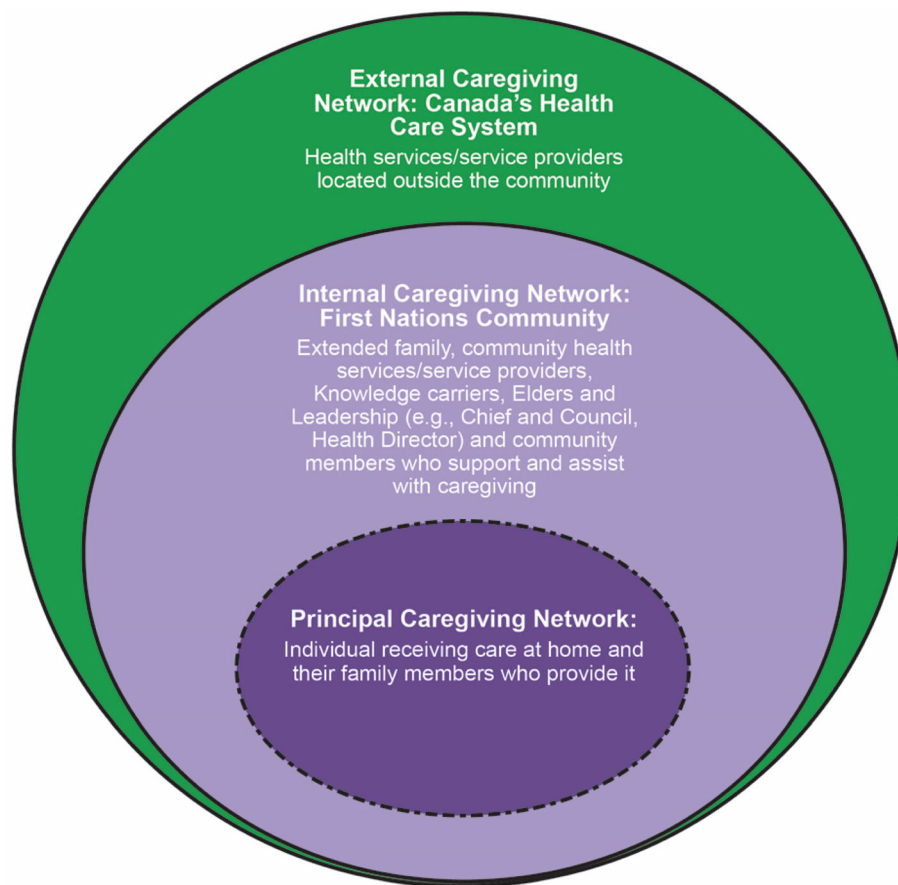 External Caregiving
Network: Canada’s Health
Care System
Health services/service providers
located outside the community
Internal Caregiving Network:
First Nations Community
Extended family, community health
services/service providers,
Knowledge carriers, Elders and
Leadership (e.g., Chief and Council,
Health Director) and community
members who support and assist
with caregiving
Principal Caregiving Network:
Individual receiving care at home and
their family members who provide it